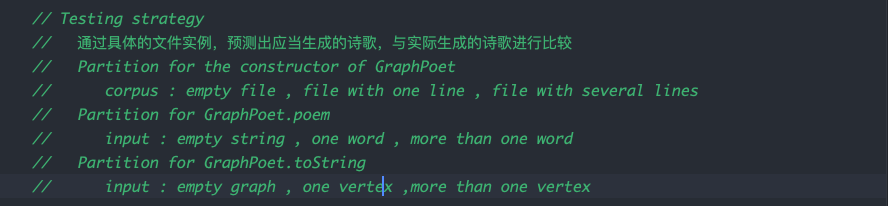 // Testing strategy
//   通过具体的文件实例，预测出应当生成的诗歌，与实际生成的诗歌进行比较
//   Partition for the constructor of GraphPoet
//      corpus : empty file , file with one line , file with several lines
//   Partition for GraphPoet.poem
//      input : empty string , one word , more than one word
//   Partition for GraphPoet.toString
//      input : empty graph , one vertex ,more than one vertex